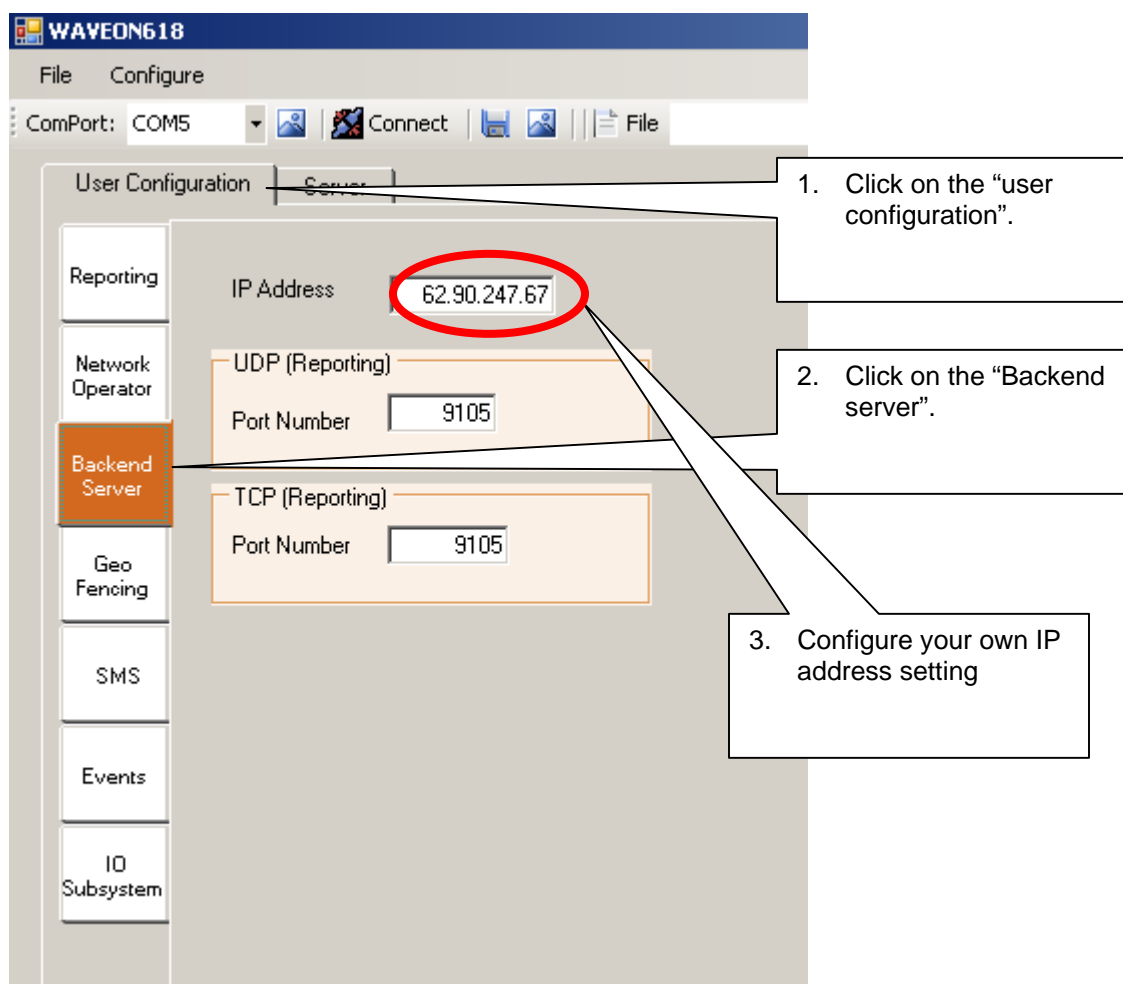 WAVEON618
File Configure
ComPort: COM5 Connect File
User Configuration Server
1. Click on the “user
configuration”.
Reporting
IP Address 62.90.247.67
Network
Operator
UDP (Reporting)
Port Number 9105
2. Click on the “Backend
server”.
Backend
Server
TCP (Reporting)
Port Number 9105
Geo
Fencing
3. Configure your own IP
address setting
SMS
Events
IO
Subsystem